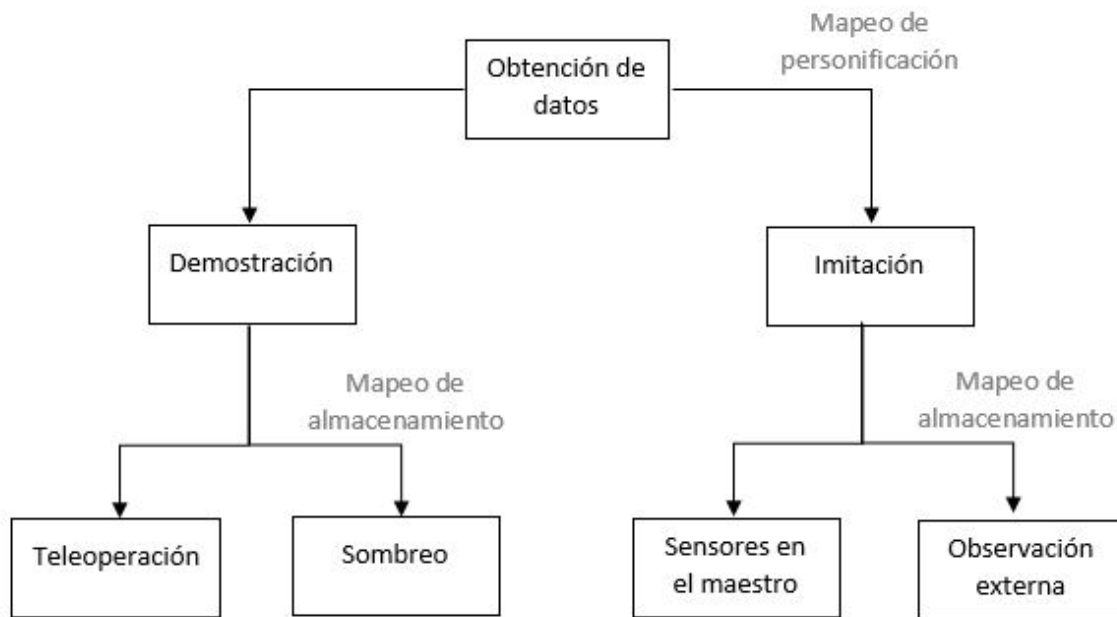 Mapeo de
personificación
Obtención de
datos
Demostración
Imitación
Mapeo de
almacenamiento
Mapeo de
almacenamiento
Teleoperación
Sombreo
Sensores en
el maestro
Observación
externa